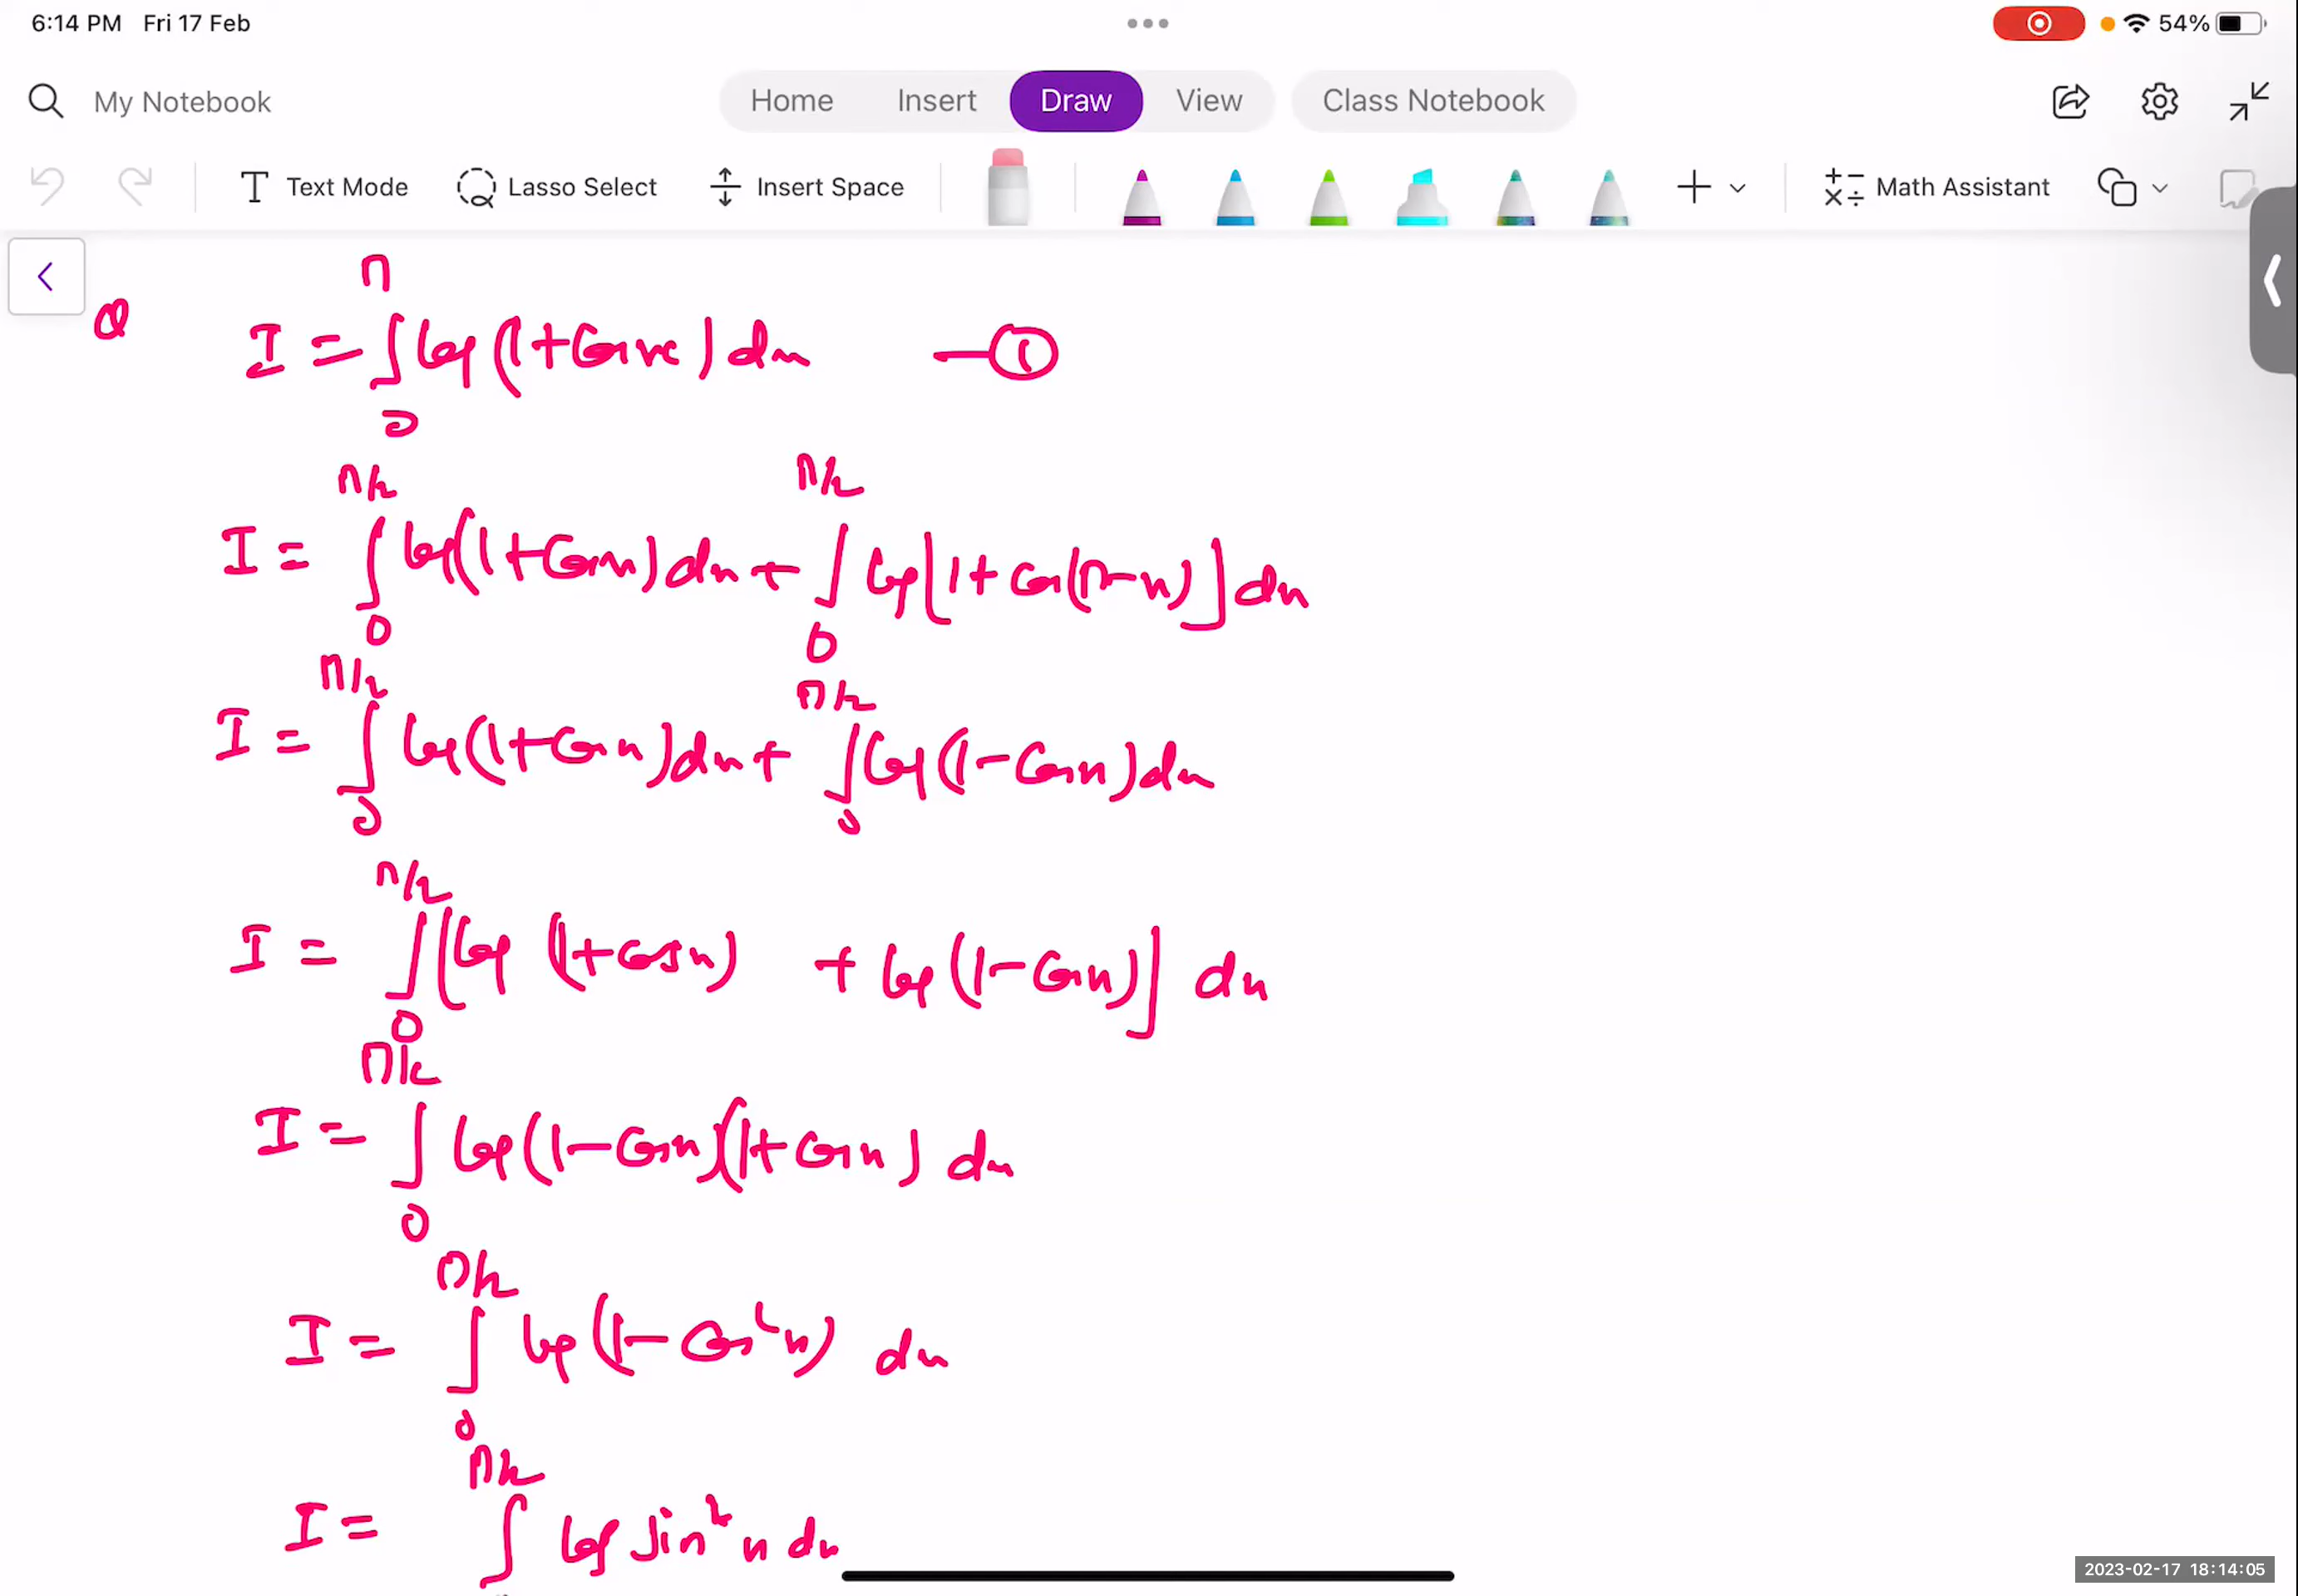 6:14 PM Fri 17 Feb 54%
My Notebook Home Insert Draw View Class Notebook
Text Mode Lasso Select Insert Space Math Assistant
Q I = ∫₀^π log (1+cos x) dx —①
I = ∫₀^(π/2) log(1+cos x) dx + ∫₀^(π/2) log[1+cos(π-x)] dx
I = ∫₀^(π/2) log(1+cos x) dx + ∫₀^(π/2) log(1-cos x) dx
I = ∫₀^(π/2) [log (1+cos x) + log (1-cos x)] dx
I = ∫₀^(π/2) log(1-cos x)(1+cos x) dx
I = ∫₀^(π/2) log(1-cos²x) dx
I = ∫^(π/2) log sin²x dx
2023-02-17 18:14:05